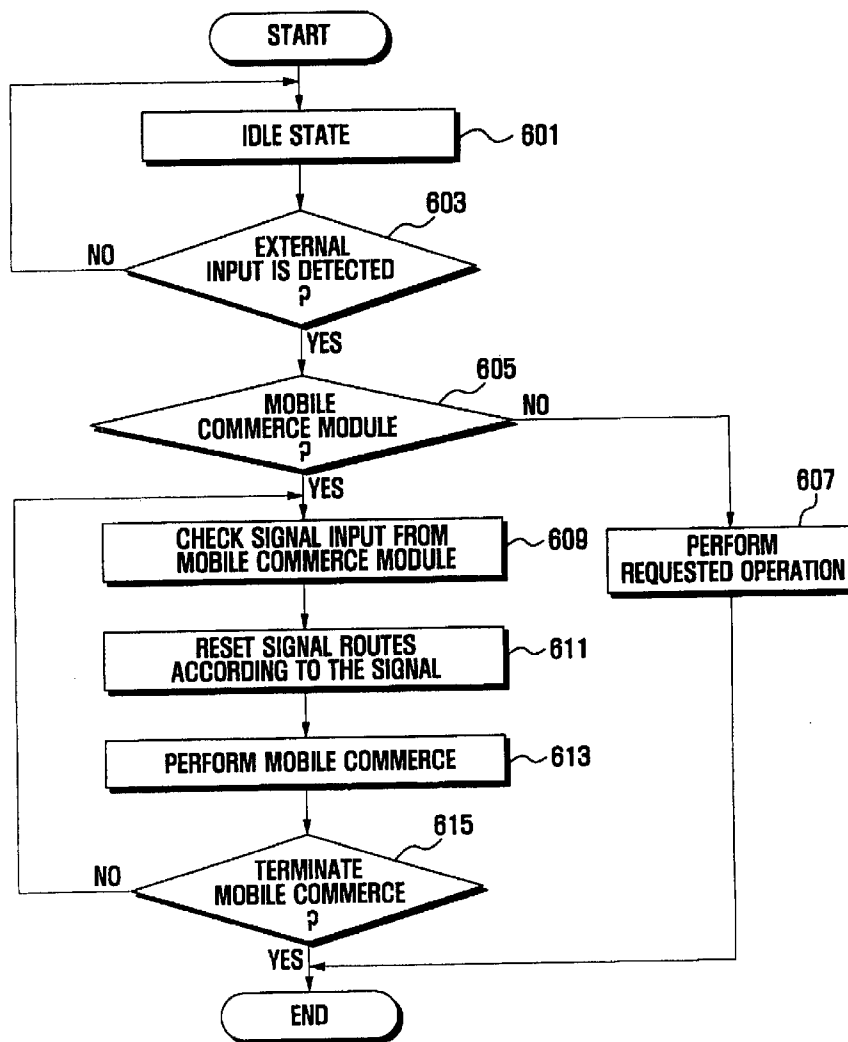 START
IDLE STATE
601
603
EXTERNAL
INPUT IS DETECTED
?
NO
YES
605
MOBILE
COMMERCE MODULE
?
NO
YES
607
PERFORM
REQUESTED OPERATION
CHECK SIGNAL INPUT FROM
MOBILE COMMERCE MODULE
609
RESET SIGNAL ROUTES
ACCORDING TO THE SIGNAL
611
PERFORM MOBILE COMMERCE
613
615
TERMINATE
MOBILE COMMERCE
?
NO
YES
END